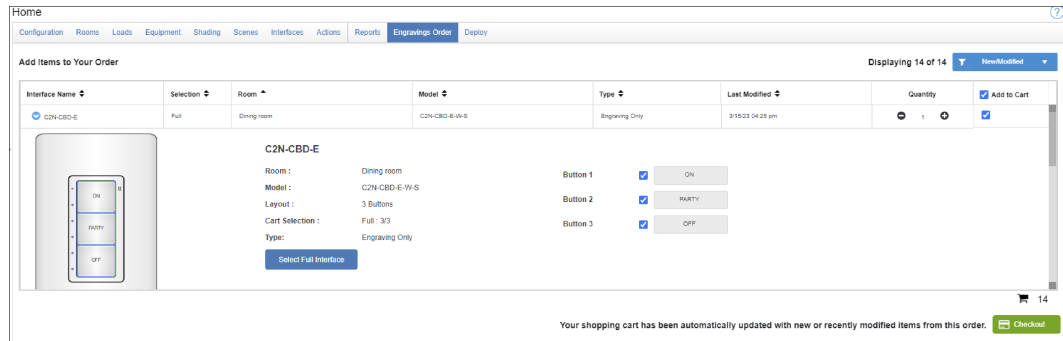 Home
?
Configuration Rooms Loads Equipment Shading Scenes Interfaces Actions Reports Engravings Order Deploy
Add Items to Your Order
Displaying 14 of 14
New/Modified
Interface Name Selection Room Model Type Last Modified Quantity Add to Cart
C2N-CBD-E Full Dining room C2N-CBD-E-W-S Engraving Only 3/15/23 04:25 pm 1
C2N-CBD-E
Room : Dining room
Model : C2N-CBD-E-W-S
Layout : 3 Buttons
Cart Selection : Full : 3/3
Type: Engraving Only
Select Full Interface
ON
PARTY
OFF
Button 1 ON
Button 2 PARTY
Button 3 OFF
14
Your shopping cart has been automatically updated with new or recently modified items from this order.
Checkout